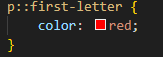 p::first-letter {
    color: red;
}